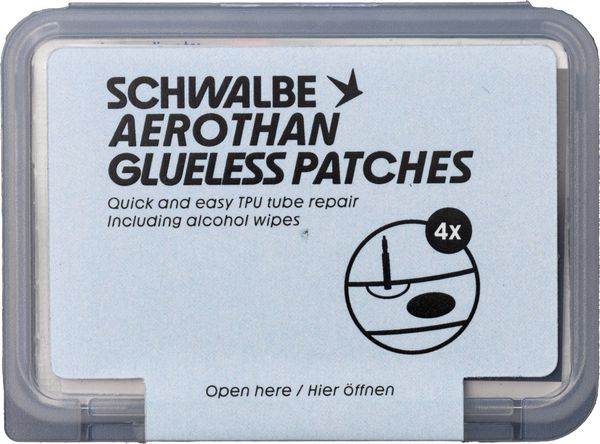 SCHWALBE
AEROTHAN
GLUELESS PATCHES
Quick and easy TPU tube repair
Including alcohol wipes
4x
Open here / Hier öffnen